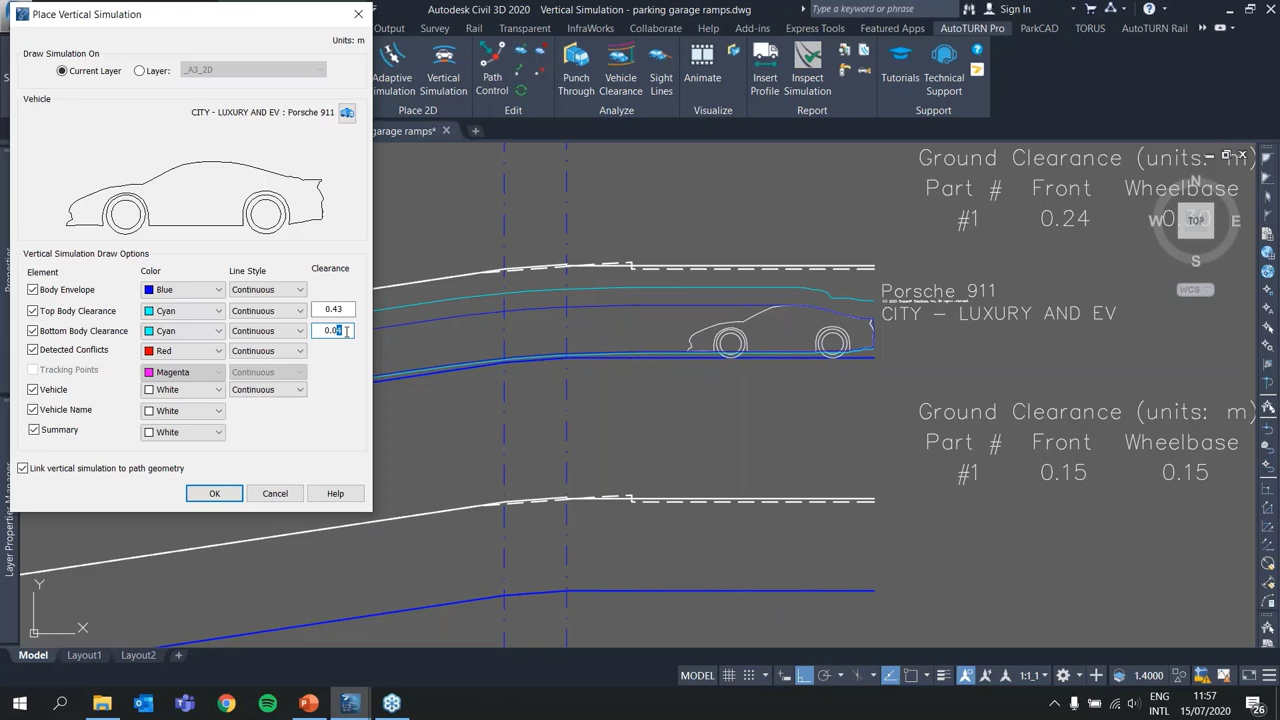 Place Vertical Simulation
Units: m
Draw Simulation On
Current Layer
Layer:
_A3_2D
Vehicle
CITY - LUXURY AND EV : Porsche 911
Vertical Simulation Draw Options
Element
Color
Line Style
Clearance
Body Envelope
Blue
Continuous
Top Body Clearance
Cyan
Continuous
0.43
Bottom Body Clearance
Cyan
Continuous
Detected Conflicts
Red
Continuous
Tracking Points
Magenta
Continuous
Vehicle
White
Continuous
Vehicle Name
White
Summary
White
Link vertical simulation to path geometry
OK
Cancel
Help
Autodesk Civil 3D 2020
Vertical Simulation - parking garage ramps.dwg
Type a keyword or phrase
Sign In
Output
Survey
Rail
Transparent
InfraWorks
Collaborate
Help
Add-ins
Express Tools
Featured Apps
AutoTURN Pro
ParkCAD
TORUS
Adaptive
Simulation
Vertical
Simulation
Place 2D
Path
Control
Edit
Punch
Through
Vehicle
Clearance
Sight
Lines
Analyze
Animate
Visualize
Insert
Profile
Inspect
Simulation
Report
Tutorials
Technical
Support
Support
garage ramps*
Ground Clearance (units: m)
Part # Front Wheelbase
#1 0.24
N
W
TOP
E
S
WCS
Porsche 911
CITY - LUXURY AND EV
Ground Clearance (units: m)
Part # Front Wheelbase
#1 0.15 0.15
Layer Properties Manager
Y
X
Model
Layout1
Layout2
MODEL
1:1
1.4000
ENG
INTL
11:57
15/07/2020
26